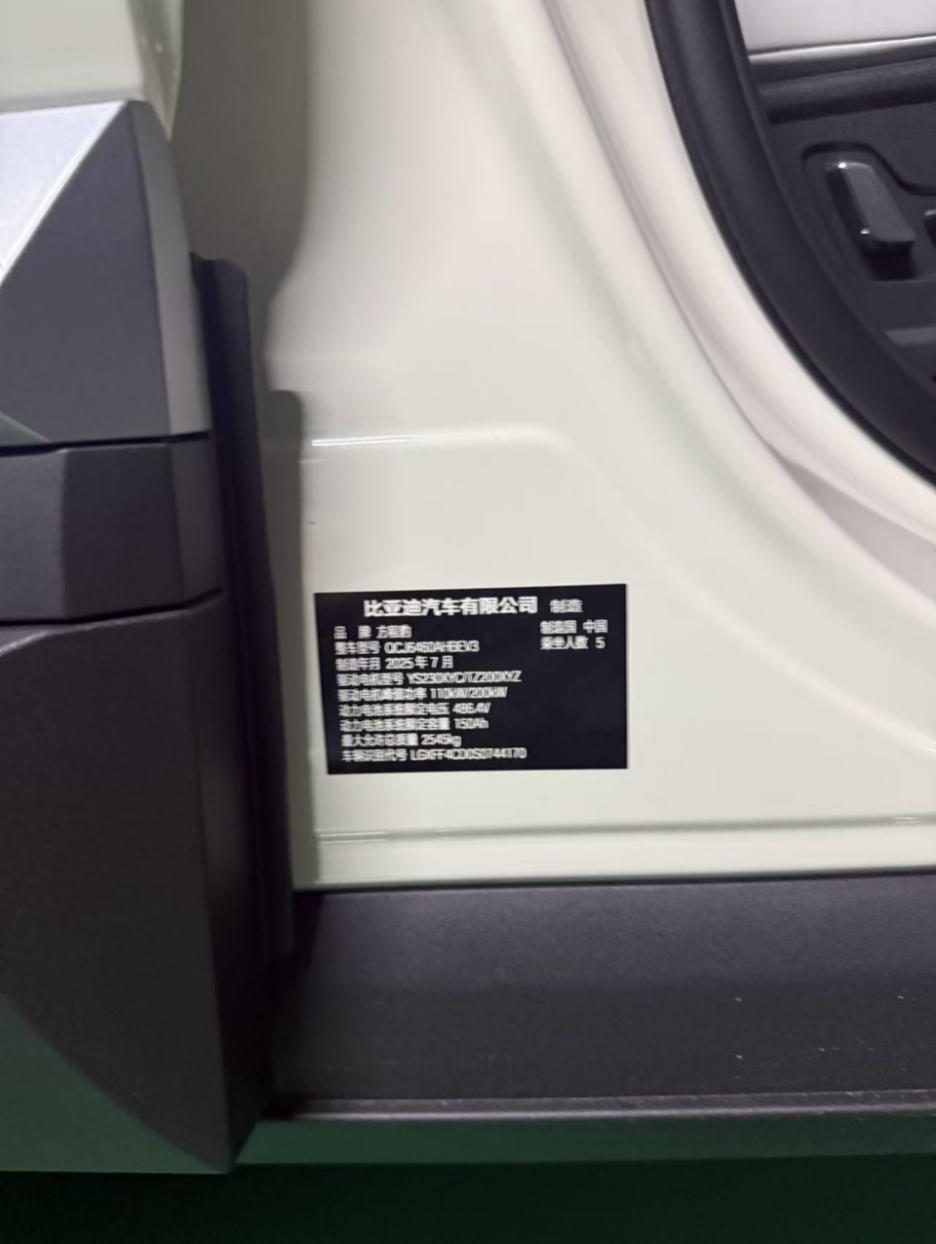 比亚迪汽车有限公司 制造
品 牌 方程豹 制造国 中国
整车型号 乘坐人数 5
制造年月 2025年7月
驱动电机型号 YS230XYC/TZ200XYZ
驱动电机峰值功率 110kW/200kW
动力电池系统额定电压 486.4V
动力电池系统额定容量 150Ah
最大允许总质量 2545kg
车辆识别代号